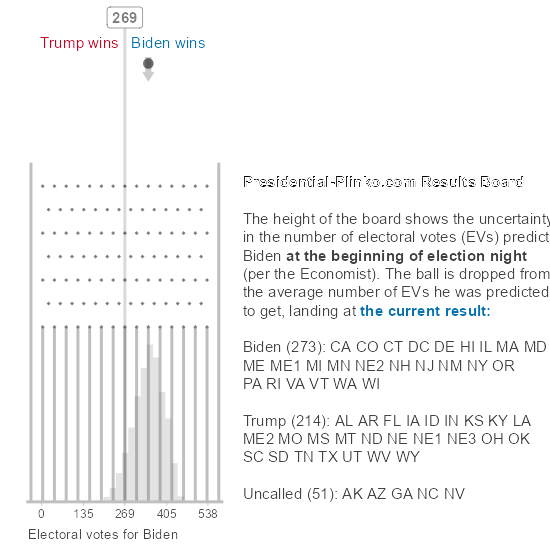 269
Trump wins Biden wins
Presidential-Plinko.com Results Board
The height of the board shows the uncertainty
in the number of electoral votes (EVs) predict
Biden at the beginning of election night
(per the Economist). The ball is dropped from
the average number of EVs he was predicted
to get, landing at the current result:
Biden (273): CA CO CT DC DE HI IL MA MD
ME ME1 MI MN NE2 NH NJ NM NY OR
PA RI VA VT WA WI
Trump (214): AL AR FL IA ID IN KS KY LA
ME2 MO MS MT ND NE NE1 NE3 OH OK
SC SD TN TX UT WV WY
Uncalled (51): AK AZ GA NC NV
0 135 269 405 538
Electoral votes for Biden